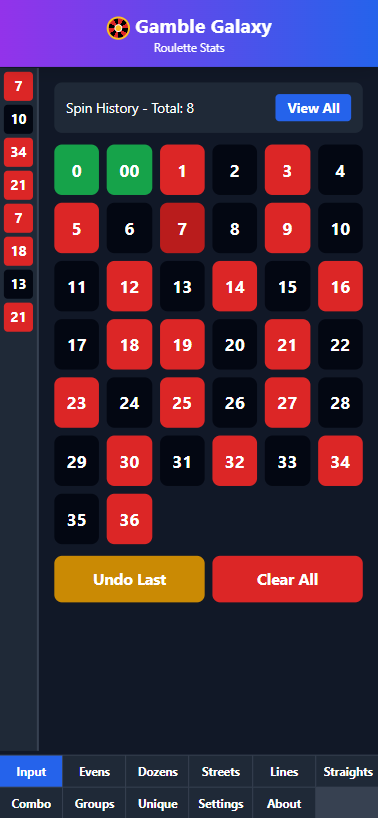 Gamble Galaxy
Roulette Stats
7
10
34
21
7
18
13
21
Spin History - Total: 8
View All
0 00 1 2 3 4
5 6 7 8 9 10
11 12 13 14 15 16
17 18 19 20 21 22
23 24 25 26 27 28
29 30 31 32 33 34
35 36
Undo Last Clear All
Input Evens Dozens Streets Lines Straights
Combo Groups Unique Settings About